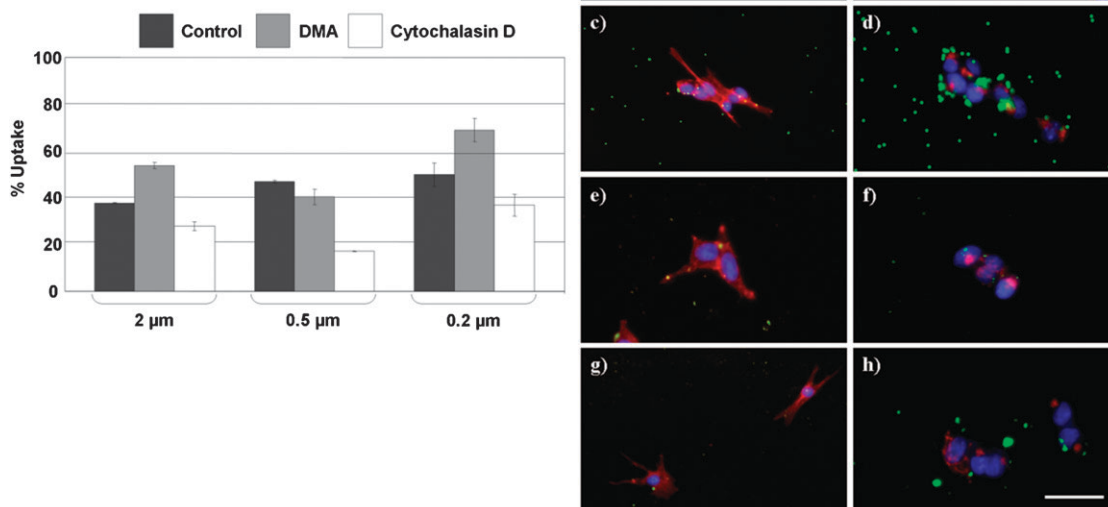 Control DMA Cytochalasin D
% Uptake
100
80
60
40
20
0
2 µm 0.5 µm 0.2 µm
c) d)
e) f)
g) h)